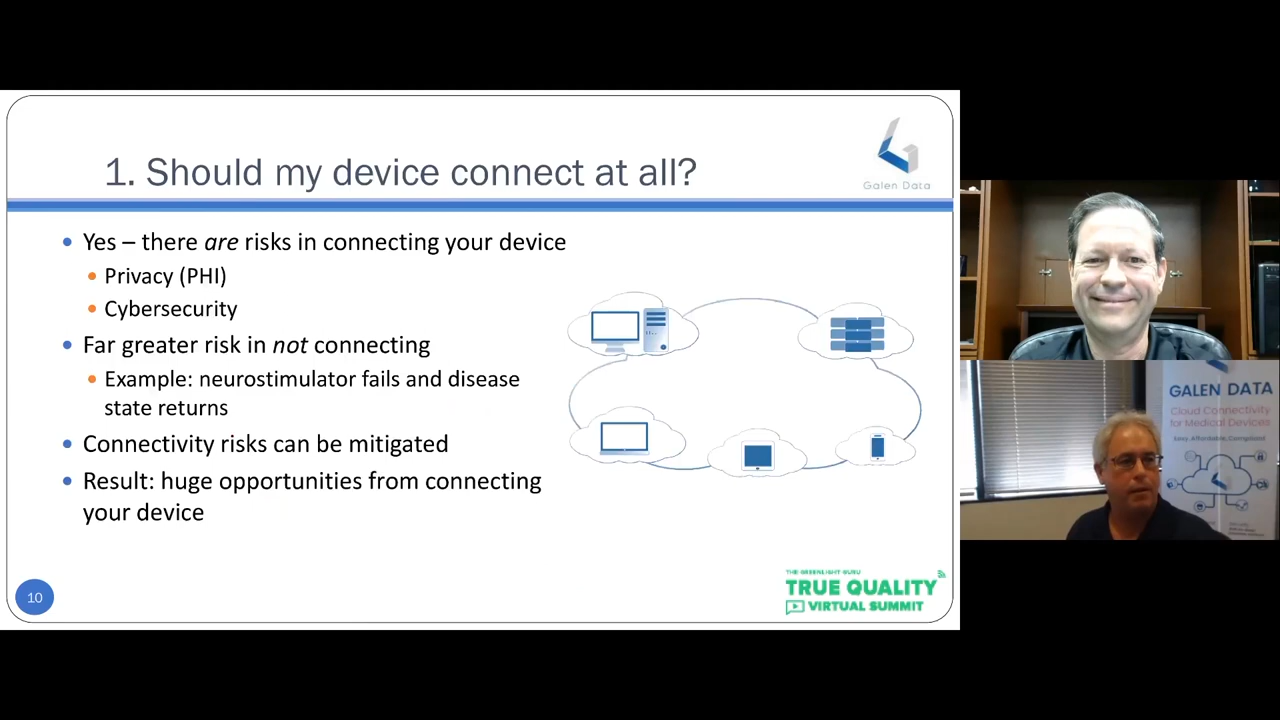 1. Should my device connect at all?
Galen Data
Yes – there are risks in connecting your device
Privacy (PHI)
Cybersecurity
Far greater risk in not connecting
Example: neurostimulator fails and disease
state returns
Connectivity risks can be mitigated
Result: huge opportunities from connecting
your device
10
THE GREENLIGHT GURU
TRUE QUALITY
VIRTUAL SUMMIT
GALEN DATA
Cloud Connectivity
for Medical Devices
Easy. Affordable. Compliant